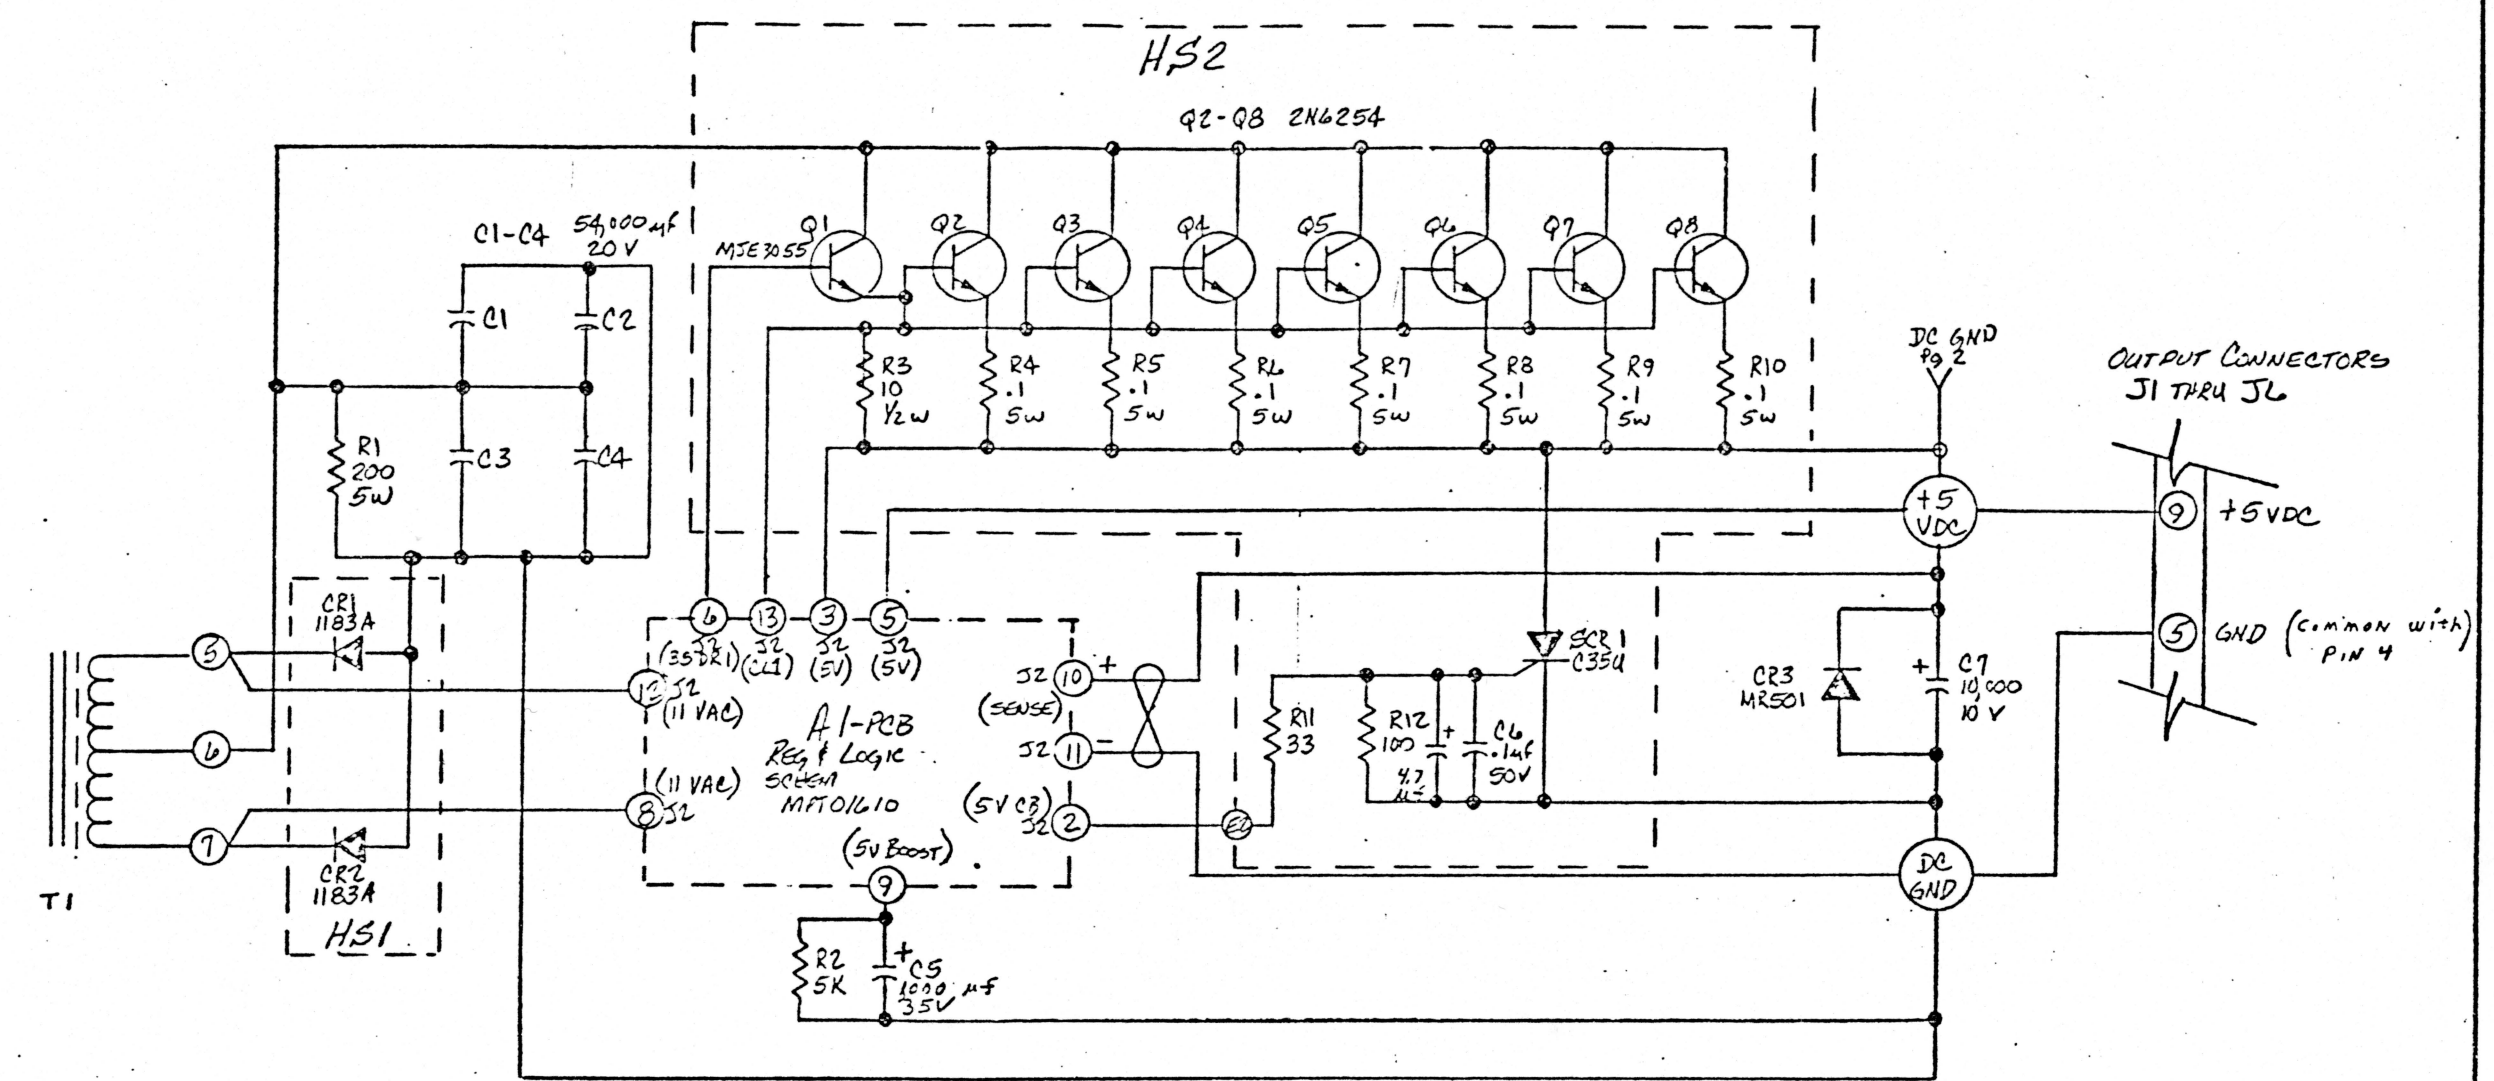 HS2
Q2-Q8 2N6254
C1-C4 54,000 µf
20V
Q1
MJE3055
Q2
Q3
Q4
Q5
Q6
Q7
Q8
C1
C2
R1
200
5W
C3
C4
R3
10
1/2 W
R4
.1
5W
R5
.1
5W
R6
.1
5W
R7
.1
5W
R8
.1
5W
R9
.1
5W
R10
.1
5W
DC GND
Pg 2
OUTPUT CONNECTORS
J1 THRU J6
+5
VDC
9
+5VDC
5
GND (COMMON WITH)
PIN 4
CR1
1183A
CR2
1183A
HS1
T1
5
6
7
6
J2
13
J2
3
J2
(5V)
5
J2
(5V)
J2
(11 VAC)
(11 VAC)
8
J2
A1-PCB
REG & LOGIC
SCHEM
J2
10
+
(SENSE)
J2
11
-
(5V CB)
J2
2
(5V BOOST)
9
R2
5K
+
C5
1000 µf
35V
R11
33
R12
100
+
4.7
µf
C6
.1µf
50V
SCR1
CR3
MR501
+
C7
10,000
10V
DC
GND